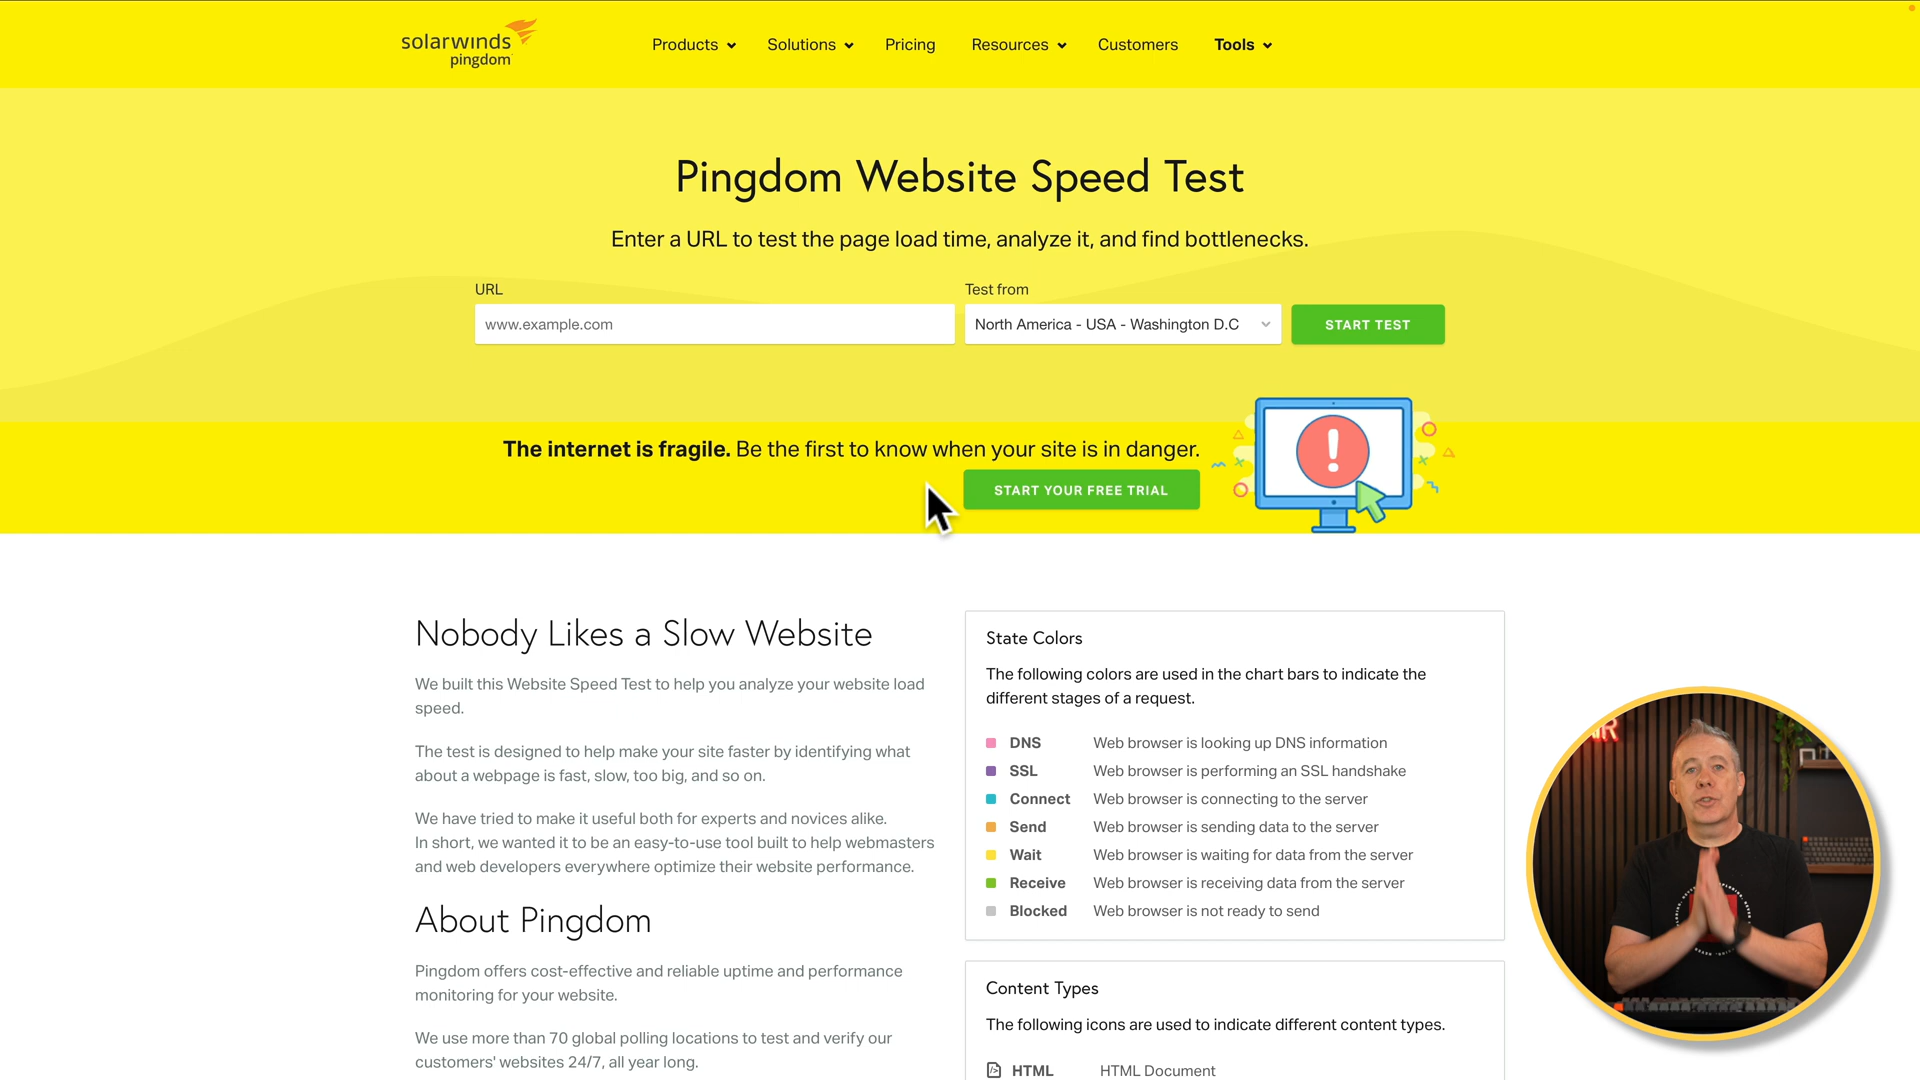 solarwinds
pingdom
Products
Solutions
Pricing
Resources
Customers
Tools
Pingdom Website Speed Test
Enter a URL to test the page load time, analyze it, and find bottlenecks.
URL
Test from
www.example.com
North America - USA - Washington D.C
START TEST
The internet is fragile. Be the first to know when your site is in danger.
START YOUR FREE TRIAL
Nobody Likes a Slow Website
We built this Website Speed Test to help you analyze your website load
speed.
The test is designed to help make your site faster by identifying what
about a webpage is fast, slow, too big, and so on.
We have tried to make it useful both for experts and novices alike.
In short, we wanted it to be an easy-to-use tool built to help webmasters
and web developers everywhere optimize their website performance.
About Pingdom
Pingdom offers cost-effective and reliable uptime and performance
monitoring for your website.
We use more than 70 global polling locations to test and verify our
customers' websites 24/7, all year long.
State Colors
The following colors are used in the chart bars to indicate the
different stages of a request.
DNS Web browser is looking up DNS information
SSL Web browser is performing an SSL handshake
Connect Web browser is connecting to the server
Send Web browser is sending data to the server
Wait Web browser is waiting for data from the server
Receive Web browser is receiving data from the server
Blocked Web browser is not ready to send
Content Types
The following icons are used to indicate different content types.
HTML HTML Document